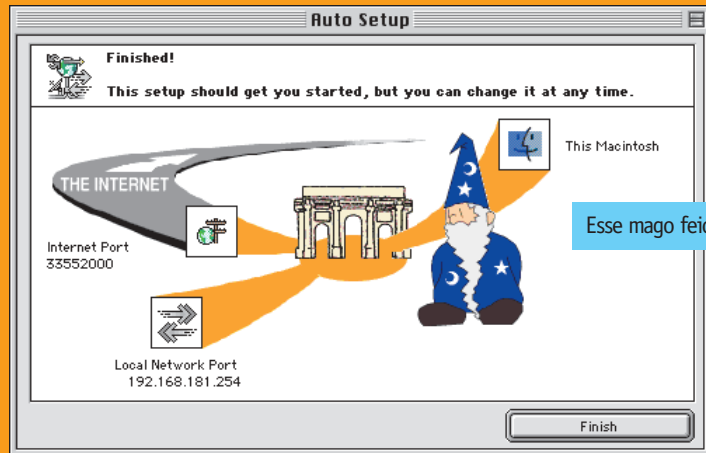 Auto Setup
Finished!
This setup should get you started, but you can change it at any time.
This Macintosh
THE INTERNET
Esse mago
Internet Port
33552000
Local Network Port
192.168.181.254
Finish